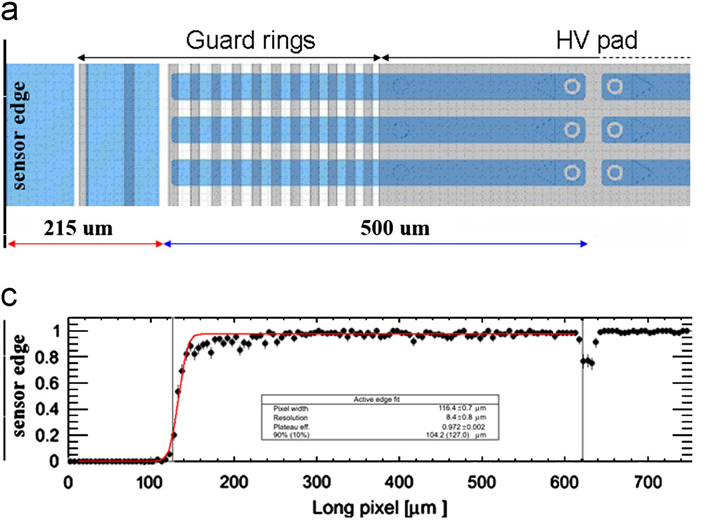 a
Guard rings
HV pad
sensor edge
215 um
500 um
c
sensor edge
1
0.8
0.6
0.4
0.2
0
Active edge fit
Pixel width 116.4±0.7 μm
Resolution 8.4±0.8 μm
Plateau eff. 0.972±0.002
90% (10%) 104.2 (127.0) μm
0 100 200 300 400 500 600 700
Long pixel [μm]